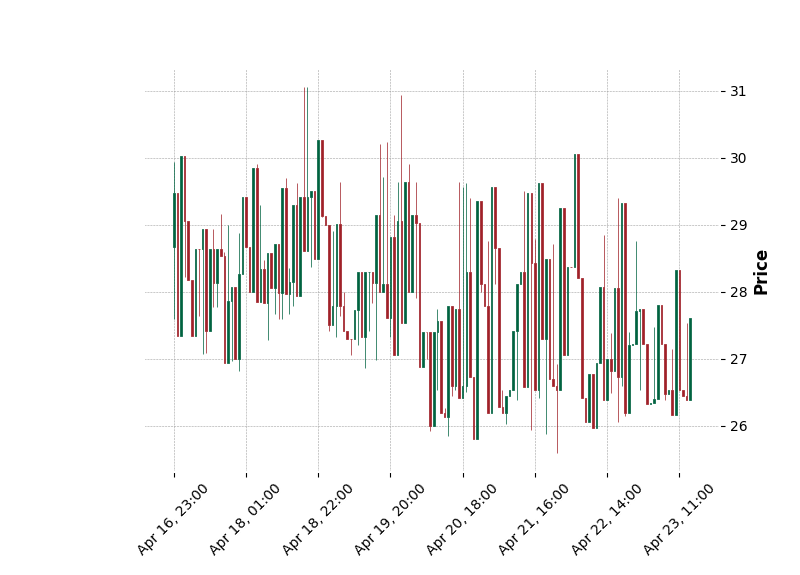 31
30
29
28
27
26
Price
Apr 16, 23:00
Apr 18, 01:00
Apr 18, 22:00
Apr 19, 20:00
Apr 20, 18:00
Apr 21, 16:00
Apr 22, 14:00
Apr 23, 11:00